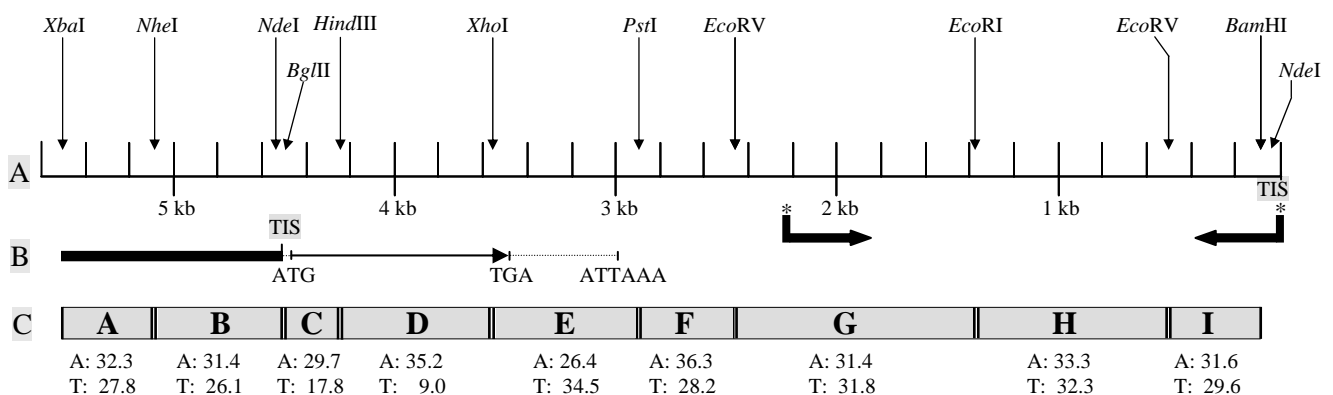 XbaI NheI NdeI HindIII XhoI PstI EcoRV EcoRI EcoRV BamHI
BglII NdeI
A
TIS
5 kb 4 kb 3 kb 2 kb 1 kb
TIS * *
B
ATG TGA ATTAAA
C A B C D E F G H I
A: 32.3 A: 31.4 A: 29.7 A: 35.2 A: 26.4 A: 36.3 A: 31.4 A: 33.3 A: 31.6
T: 27.8 T: 26.1 T: 17.8 T: 9.0 T: 34.5 T: 28.2 T: 31.8 T: 32.3 T: 29.6